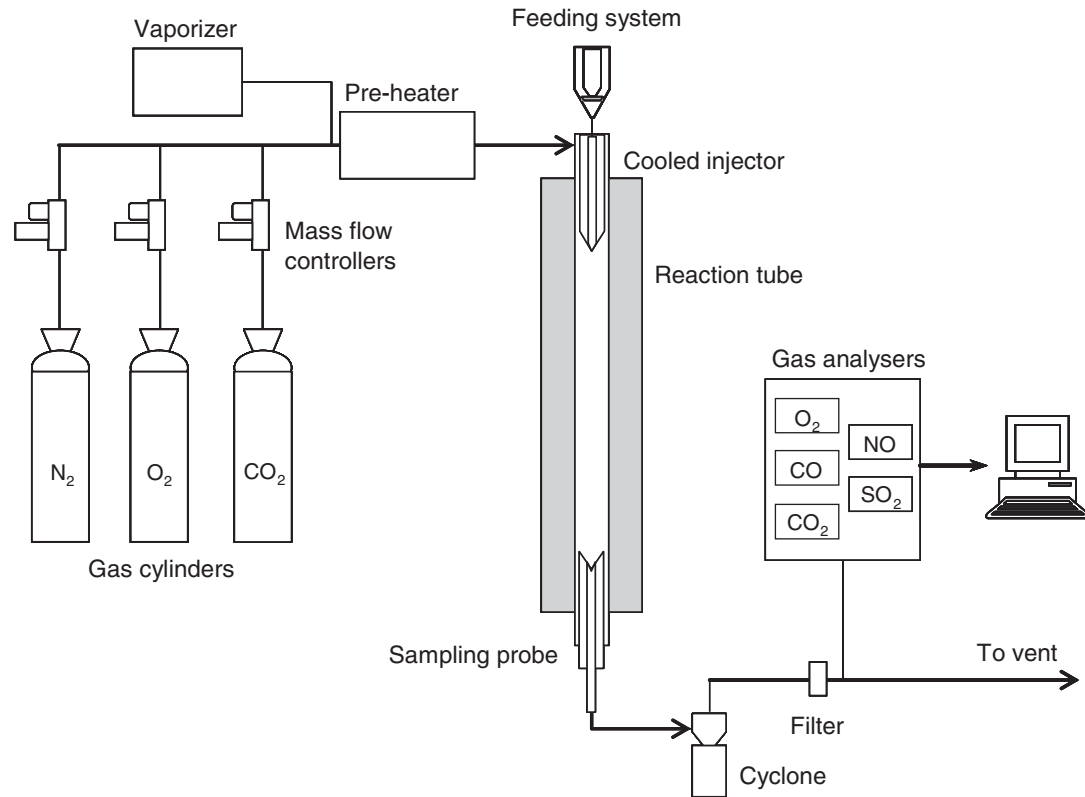 Feeding system
Vaporizer
Pre-heater
Cooled injector
Mass flow
controllers
Reaction tube
Gas analysers
O₂
NO
CO
SO₂
CO₂
N₂
O₂
CO₂
Gas cylinders
Sampling probe
To vent
Filter
Cyclone